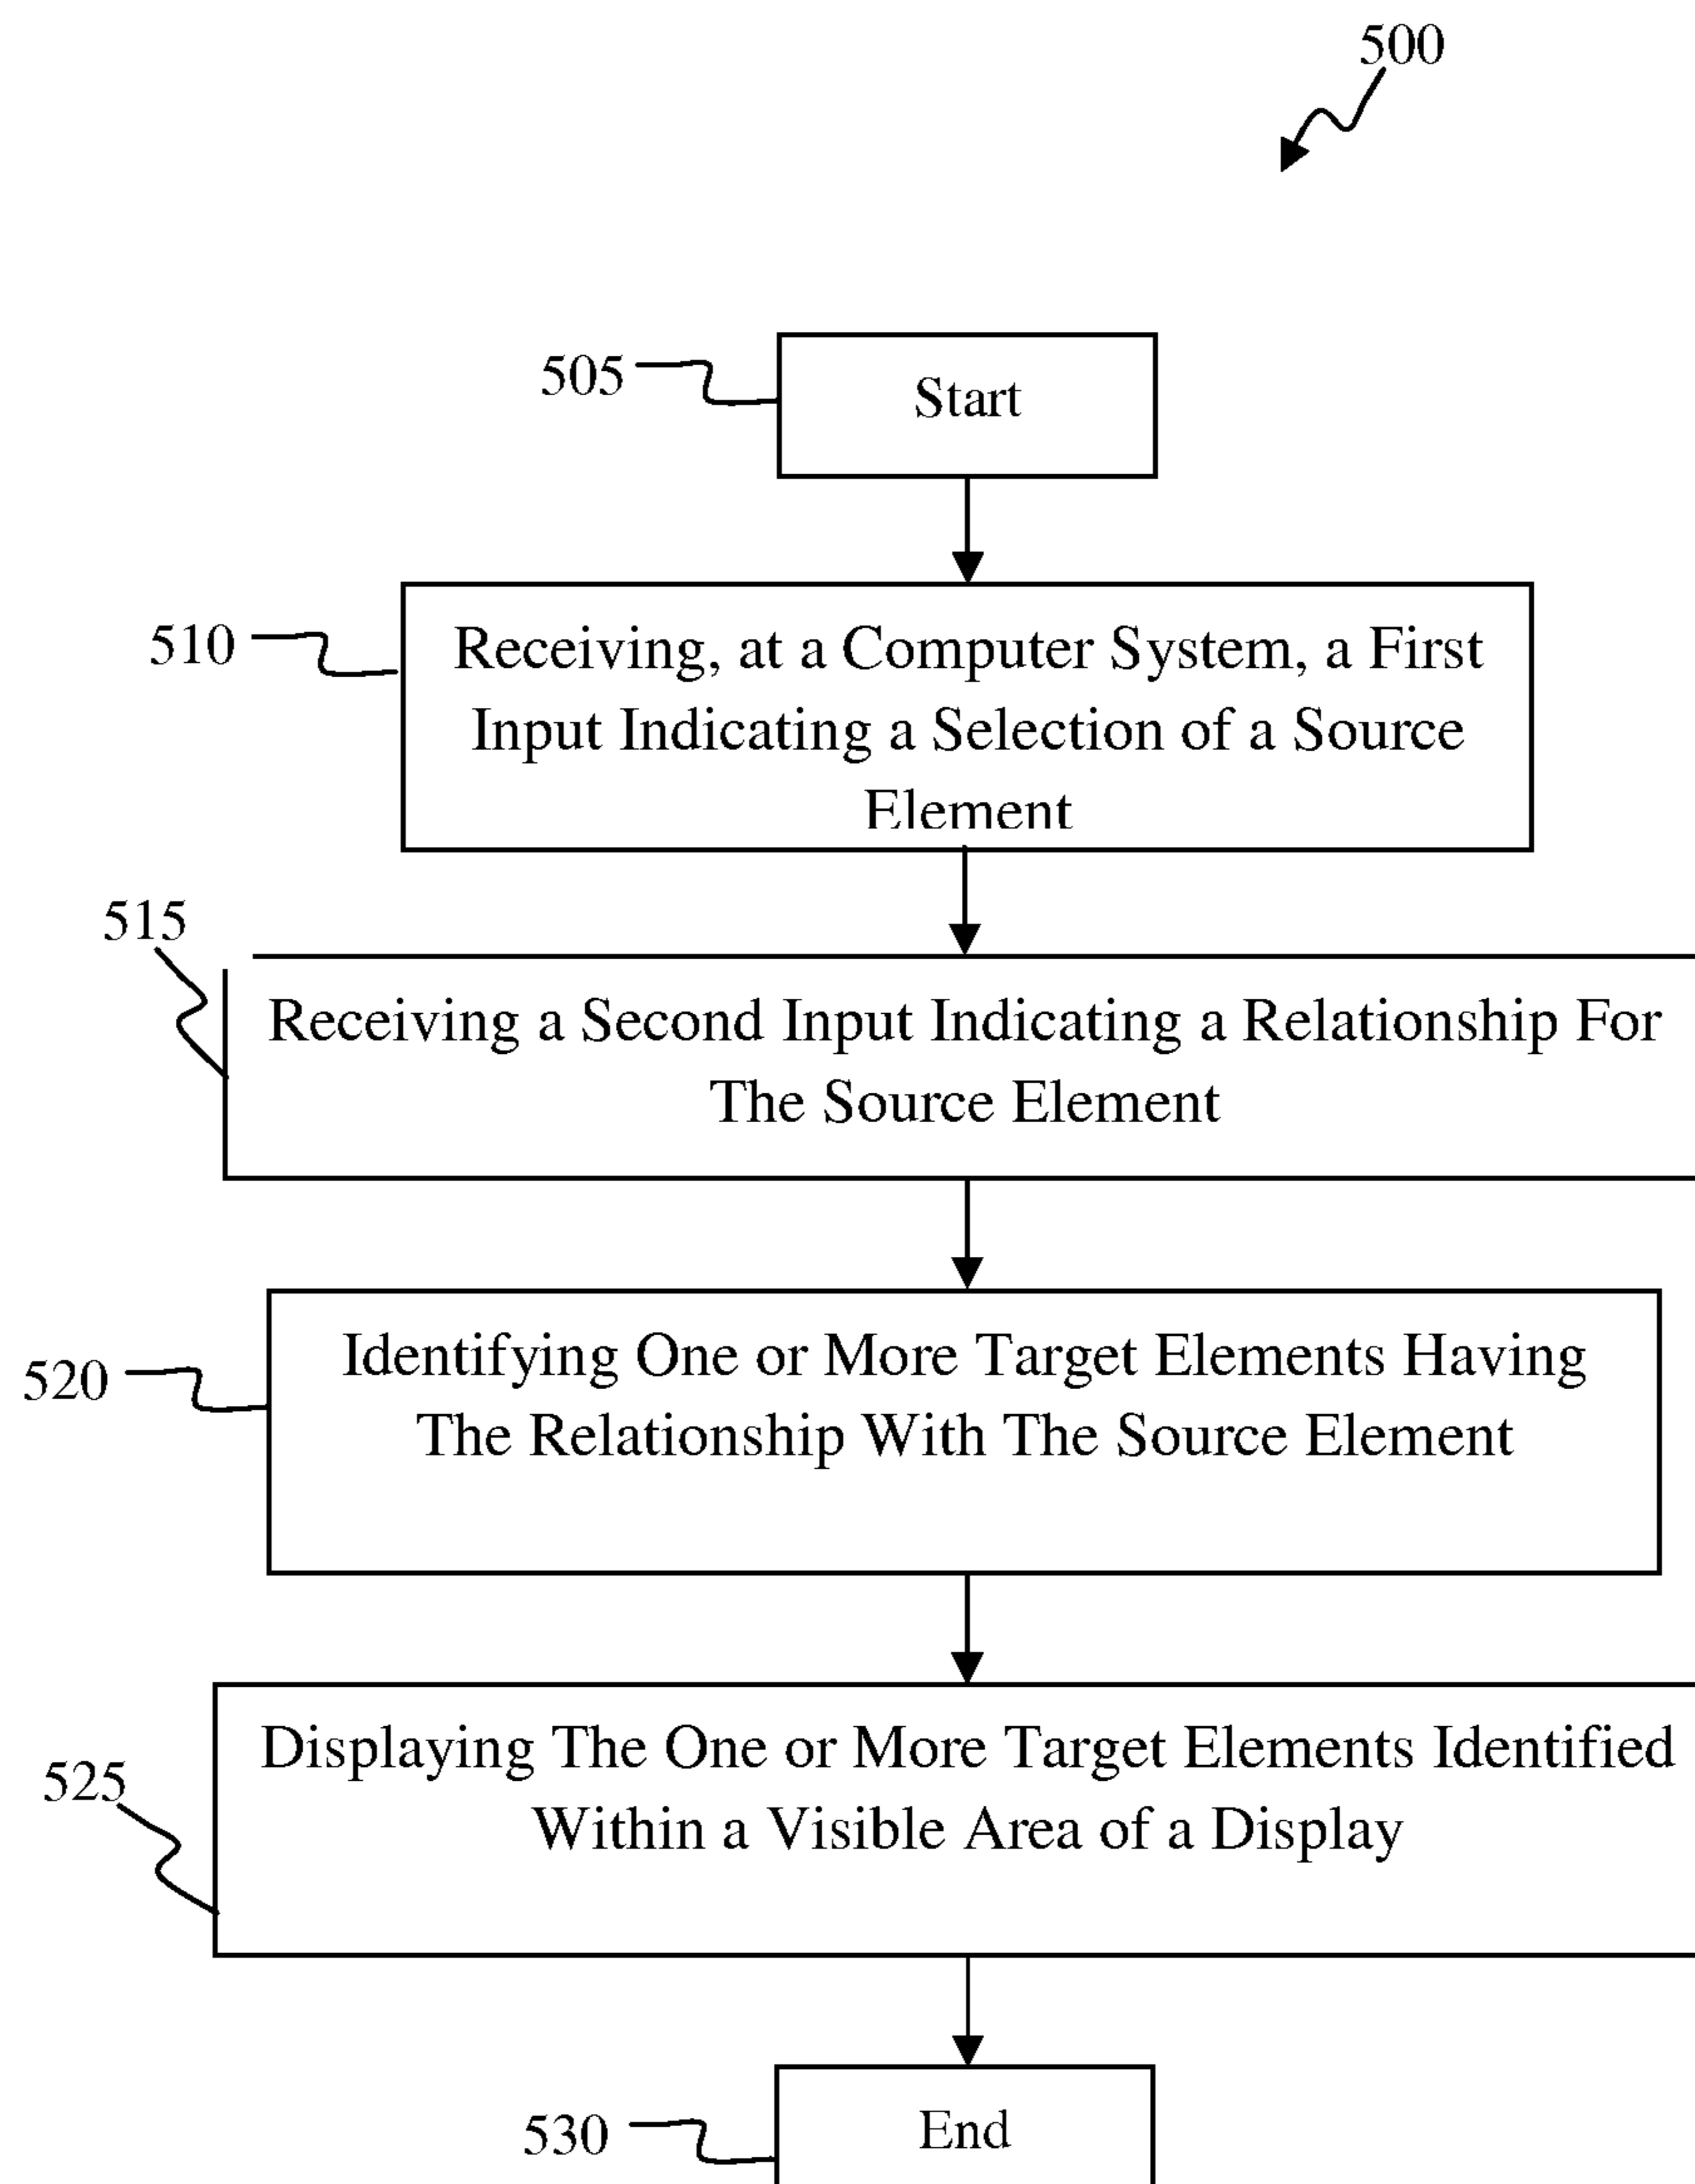 500
505
Start
510
Receiving, at a Computer System, a First
Input Indicating a Selection of a Source
Element
515
Receiving a Second Input Indicating a Relationship For
The Source Element
520
Identifying One or More Target Elements Having
The Relationship With The Source Element
525
Displaying The One or More Target Elements Identified
Within a Visible Area of a Display
530
End